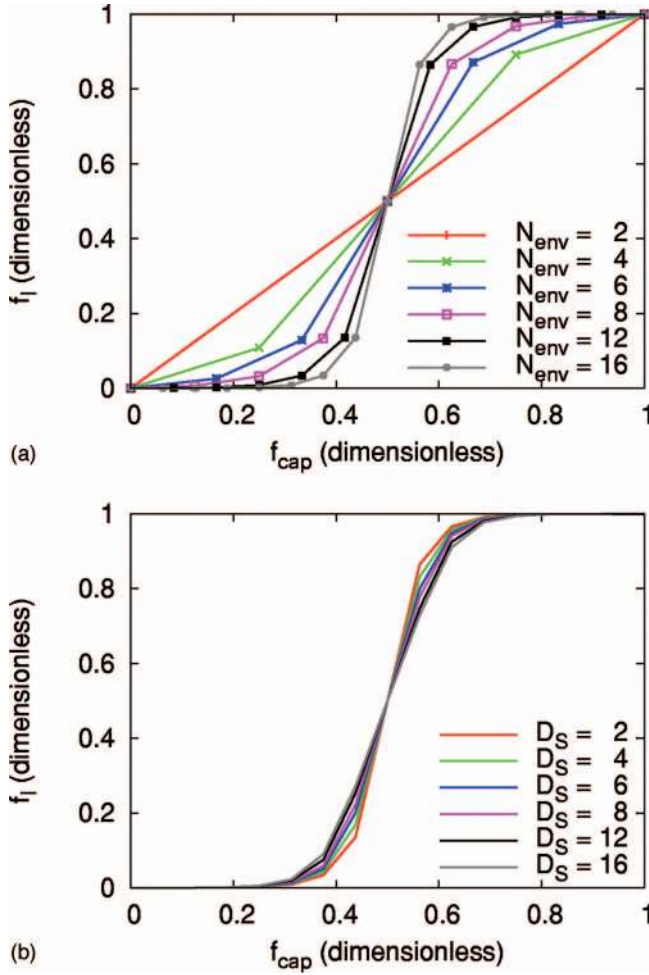 1
0.8
0.6
0.4
0.2
0
f_I (dimensionless)
N_env = 2
N_env = 4
N_env = 6
N_env = 8
N_env = 12
N_env = 16
0 0.2 0.4 0.6 0.8 1
f_cap (dimensionless)
(a)
1
0.8
0.6
0.4
0.2
0
f_I (dimensionless)
D_S = 2
D_S = 4
D_S = 6
D_S = 8
D_S = 12
D_S = 16
0 0.2 0.4 0.6 0.8 1
f_cap (dimensionless)
(b)